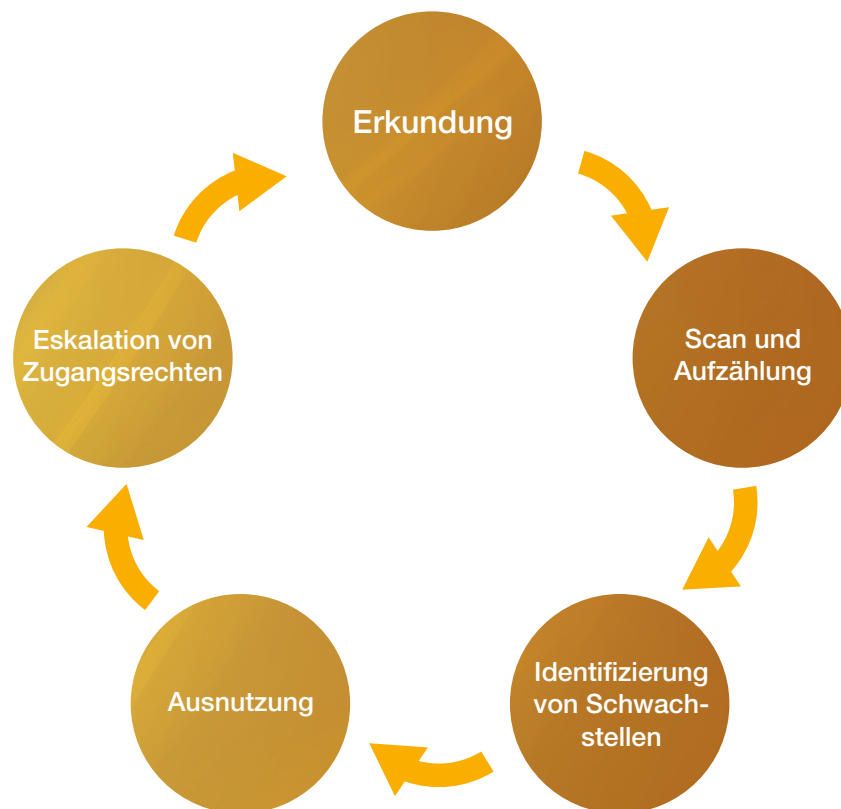 Erkundung
Scan und
Aufzählung
Identifizierung
von Schwach-
stellen
Ausnutzung
Eskalation von
Zugangsrechten